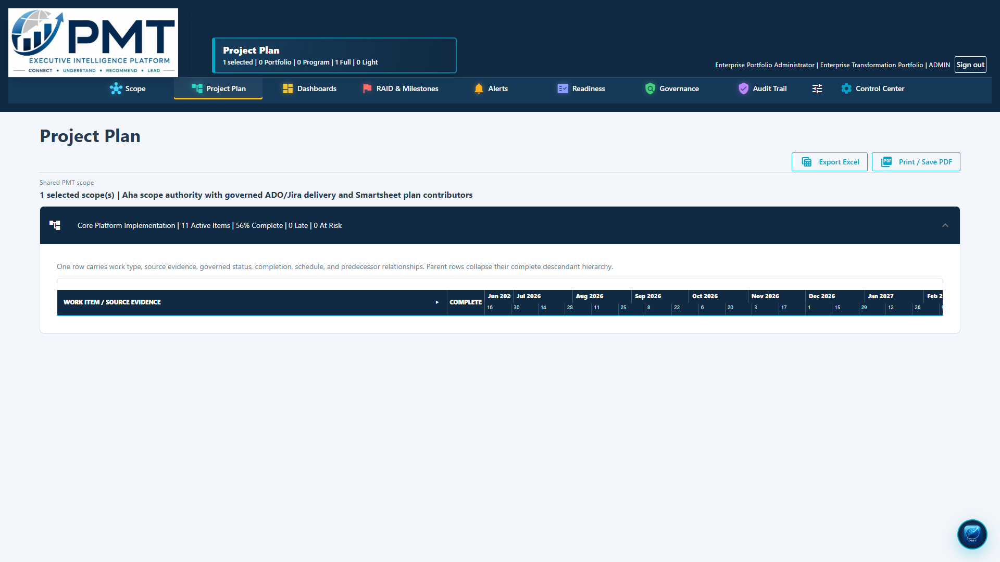 PMT
EXECUTIVE INTELLIGENCE PLATFORM
CONNECT • UNDERSTAND • RECOMMEND • LEAD
Project Plan
1 selected | 0 Portfolio | 0 Program | 1 Full | 0 Light
Enterprise Portfolio Administrator | Enterprise Transformation Portfolio | ADMIN
Sign out
Scope
Project Plan
Dashboards
RAID & Milestones
Alerts
Readiness
Governance
Audit Trail
Control Center
Project Plan
Export Excel
PDF
Print / Save PDF
Shared PMT scope
1 selected scope(s) | Aha scope authority with governed ADO/Jira delivery and Smartsheet plan contributors
Core Platform Implementation | 11 Active Items | 56% Complete | 0 Late | 0 At Risk
One row carries work type, source evidence, governed status, completion, schedule, and predecessor relationships. Parent rows collapse their complete descendant hierarchy.
WORK ITEM / SOURCE EVIDENCE
COMPLETE
Jun 202 Jul 2026 Aug 2026 Sep 2026 Oct 2026 Nov 2026 Dec 2026 Jan 2027 Feb 2
16 30 14 28 11 25 8 22 6 20 3 17 1 15 29 12 26
PMT